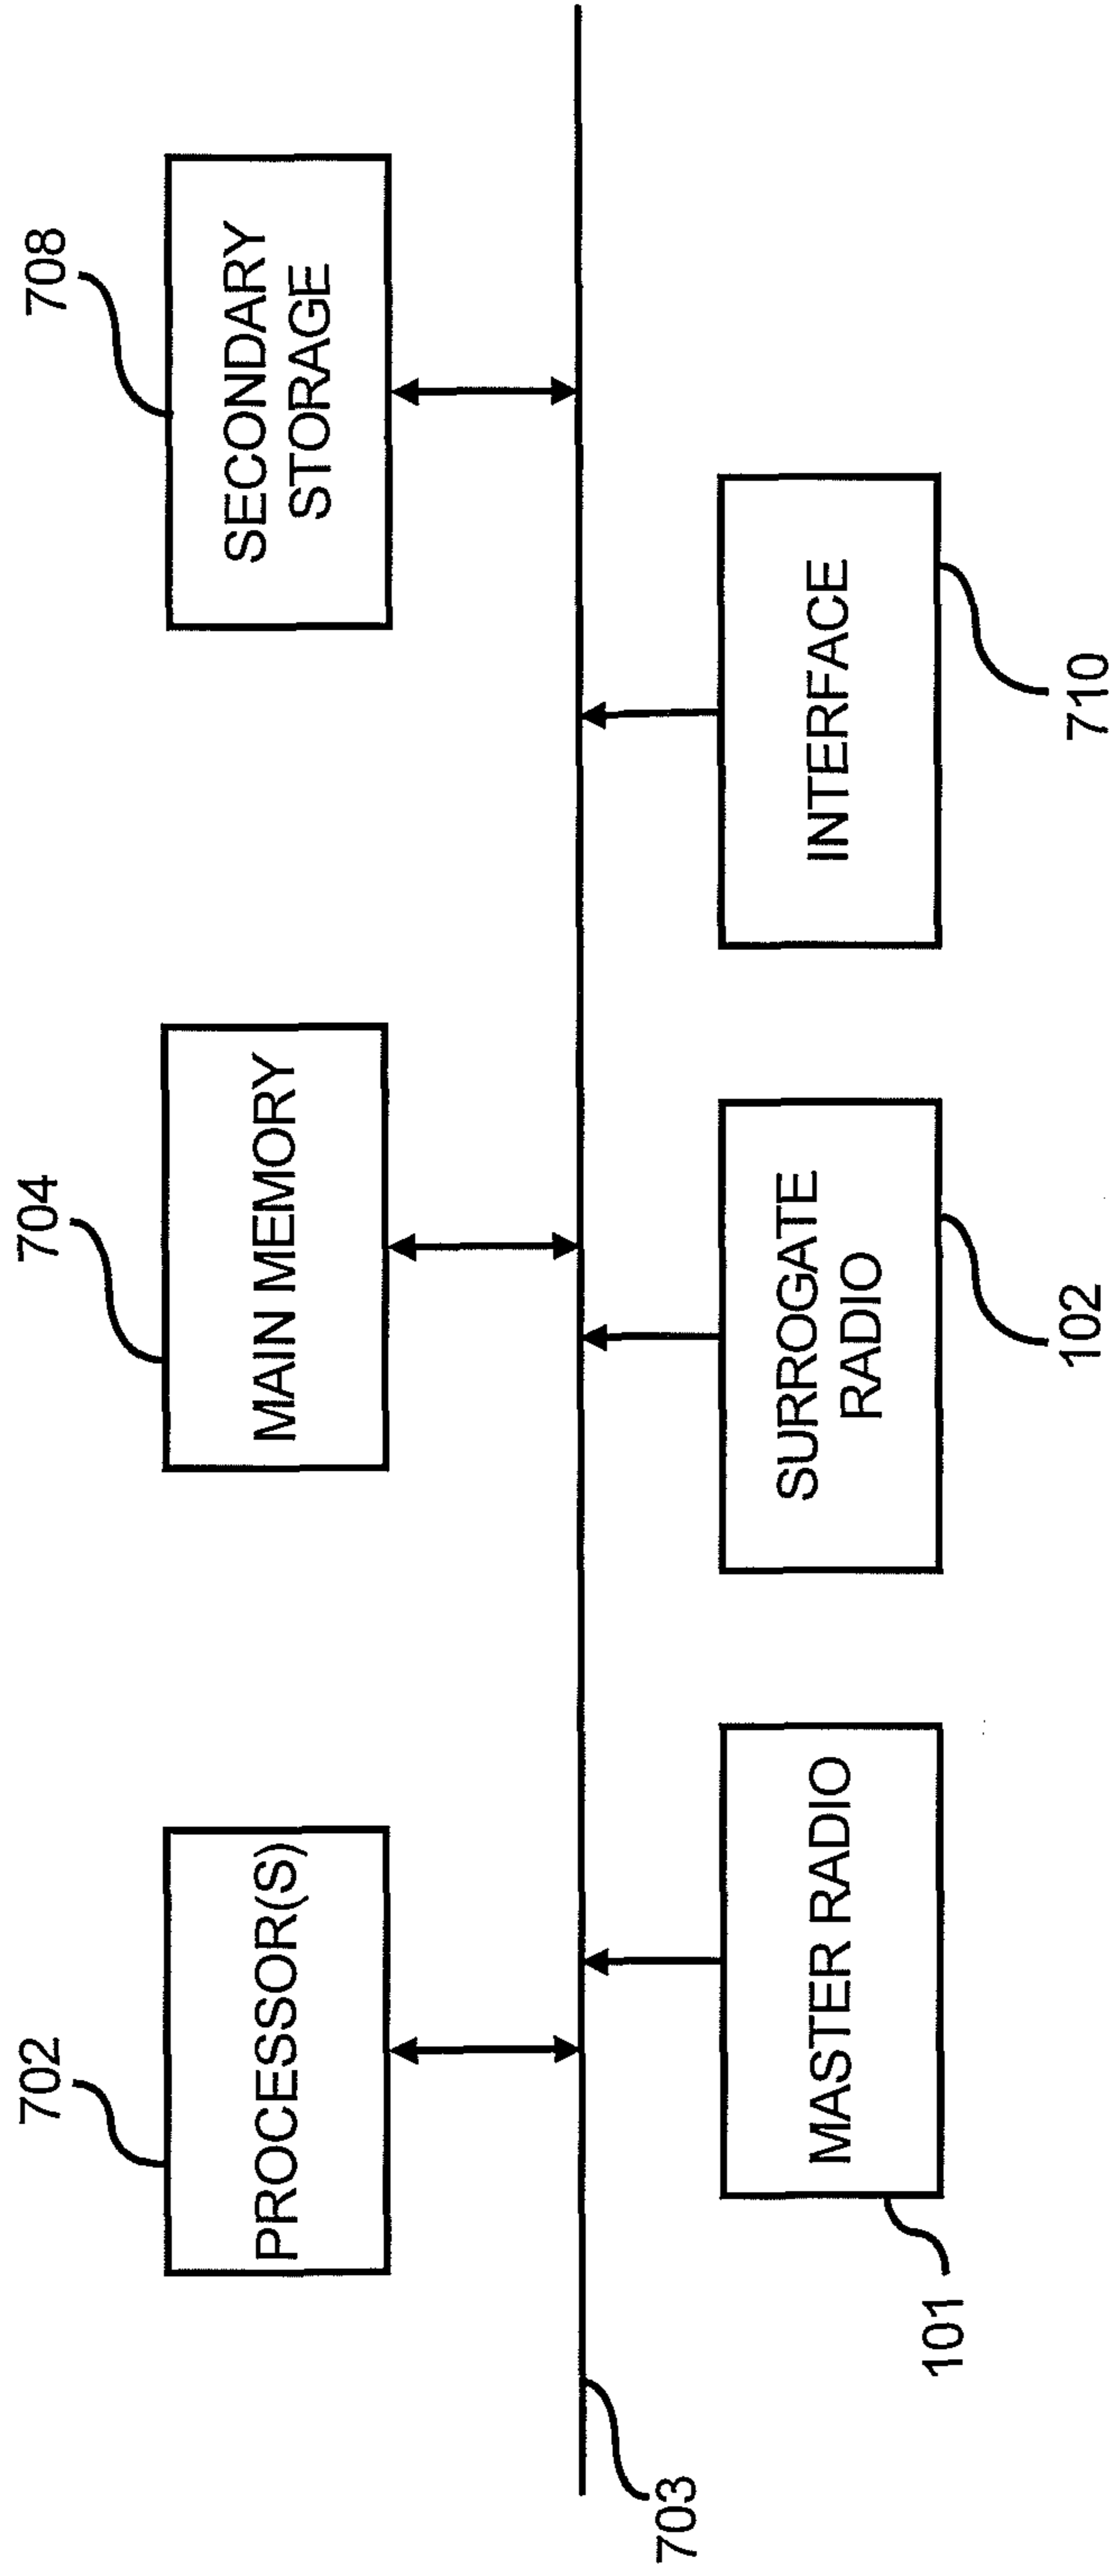 702
PROCESSOR(S)
704
MAIN MEMORY
708
SECONDARY
STORAGE
703
101
MASTER RADIO
SURROGATE
RADIO
102
INTERFACE
710